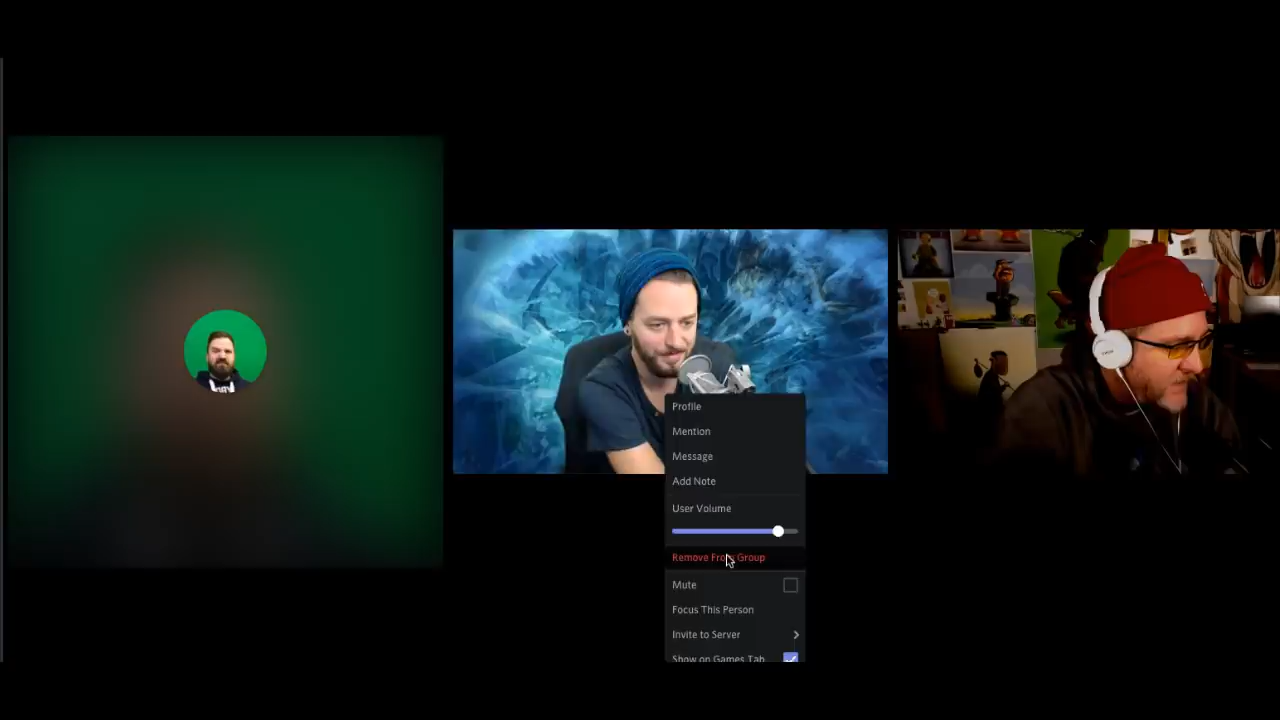 Profile
Mention
Message
Add Note
User Volume
Remove From Group
Mute
Focus This Person
Invite to Server
Show on Games Tab